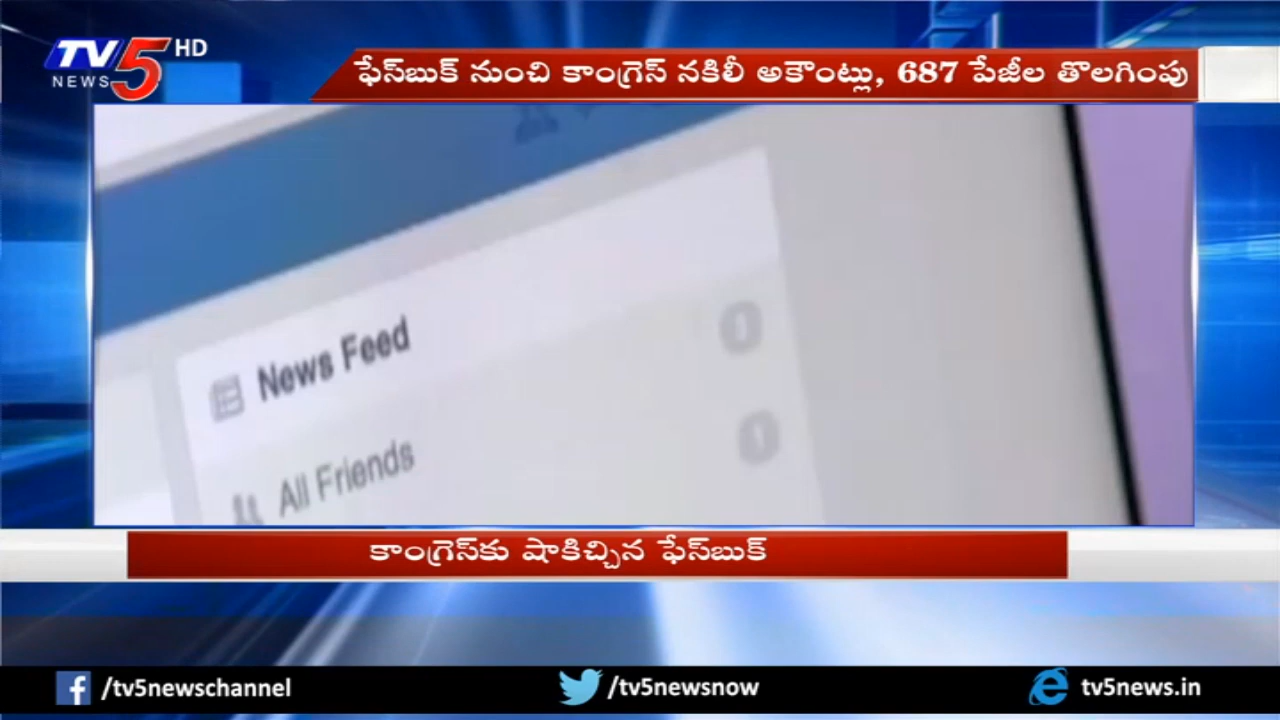 TV5 HD
NEWS
ఫేస్‌బుక్ నుంచి కాంగ్రెస్ నకిలీ అకౌంట్లు, 687 పేజీల తొలగింపు
News Feed
All Friends
కాంగ్రెస్‌కు షాకిచ్చిన ఫేస్‌బుక్
/tv5newschannel
/tv5newsnow
tv5news.in